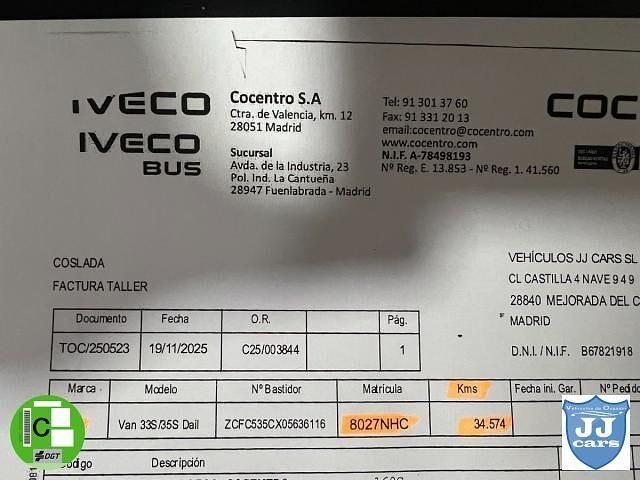 IVECO
IVECO
BUS
Cocentro S.A
Ctra. de Valencia, km. 12
28051 Madrid
Sucursal
Avda. de la Industria, 23
Pol. Ind. La Cantueña
28947 Fuenlabrada - Madrid
Tel: 91 301 37 60
Fax: 91 331 20 13
email:cocentro@cocentro.com
www.cocentro.com
N.I.F. A-78498193
Nº Reg. E. 13.853 - Nº Reg. 1. 41.560
COC
COSLADA
FACTURA TALLER
VEHÍCULOS JJ CARS SL
CL CASTILLA 4 NAVE 9 4 9
28840 MEJORADA DEL C
MADRID
D.N.I. / N.I.F. B67821918
Documento Fecha O.R. Pág.
TOC/250523 19/11/2025 C25/003844 1
Marca Modelo Nº Bastidor Matrícula Kms Fecha ini. Gar. Nº Pedido
Van 33S/35S Dail ZCFC535CX05636116 8027NHC 34.574
Código Descripción
C
DGT
Vehículos de Ocasión
JJ
cars